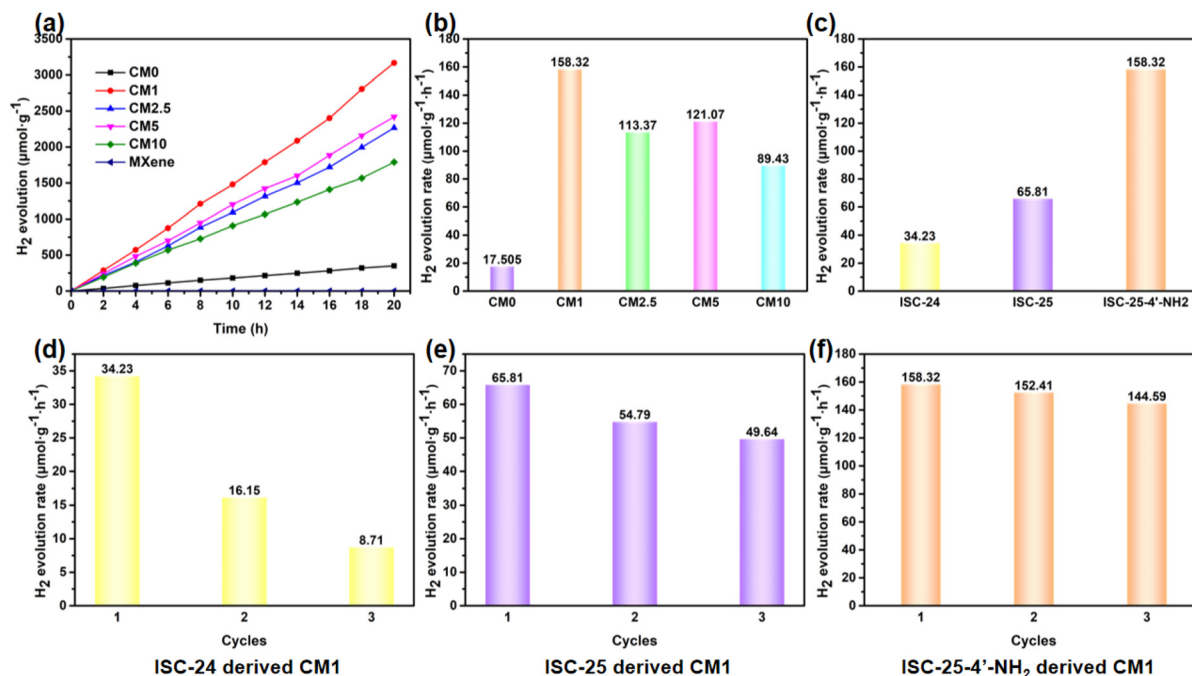 (a)
H2 evolution (μmol·g⁻¹)
3500
3000
2500
2000
1500
1000
500
0
CM0
CM1
CM2.5
CM5
CM10
MXene
0 2 4 6 8 10 12 14 16 18 20
Time (h)
(b)
H2 evolution rate (μmol·g⁻¹·h⁻¹)
180
160
140
120
100
80
60
40
20
0
17.505
158.32
113.37
121.07
89.43
CM0 CM1 CM2.5 CM5 CM10
(c)
H2 evolution rate (μmol·g⁻¹·h⁻¹)
180
160
140
120
100
80
60
40
20
0
34.23
65.81
158.32
ISC-24 ISC-25 ISC-25-4'-NH2
(d)
H2 evolution rate (μmol·g⁻¹·h⁻¹)
35
30
25
20
15
10
5
0
34.23
16.15
8.71
1 2 3
Cycles
ISC-24 derived CM1
(e)
H2 evolution rate (μmol·g⁻¹·h⁻¹)
70
60
50
40
30
20
10
0
65.81
54.79
49.64
1 2 3
Cycles
ISC-25 derived CM1
(f)
H2 evolution rate (μmol·g⁻¹·h⁻¹)
180
160
140
120
100
80
60
40
20
0
158.32
152.41
144.59
1 2 3
Cycles
ISC-25-4'-NH₂ derived CM1